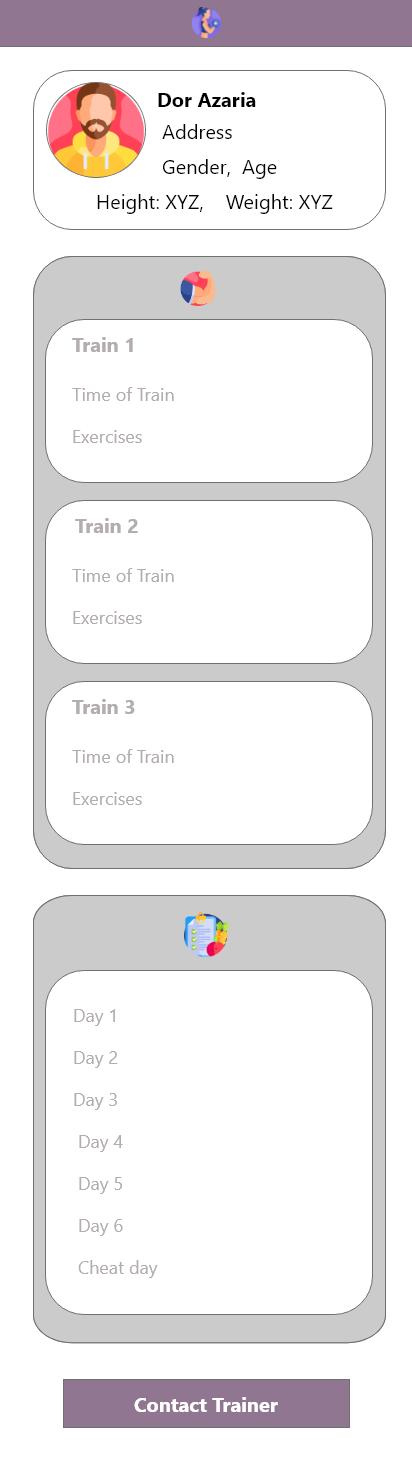 Dor Azaria
Address
Gender, Age
Height: XYZ, Weight: XYZ
Train 1
Time of Train
Exercises
Train 2
Time of Train
Exercises
Train 3
Time of Train
Exercises
Day 1
Day 2
Day 3
Day 4
Day 5
Day 6
Cheat day
Contact Trainer